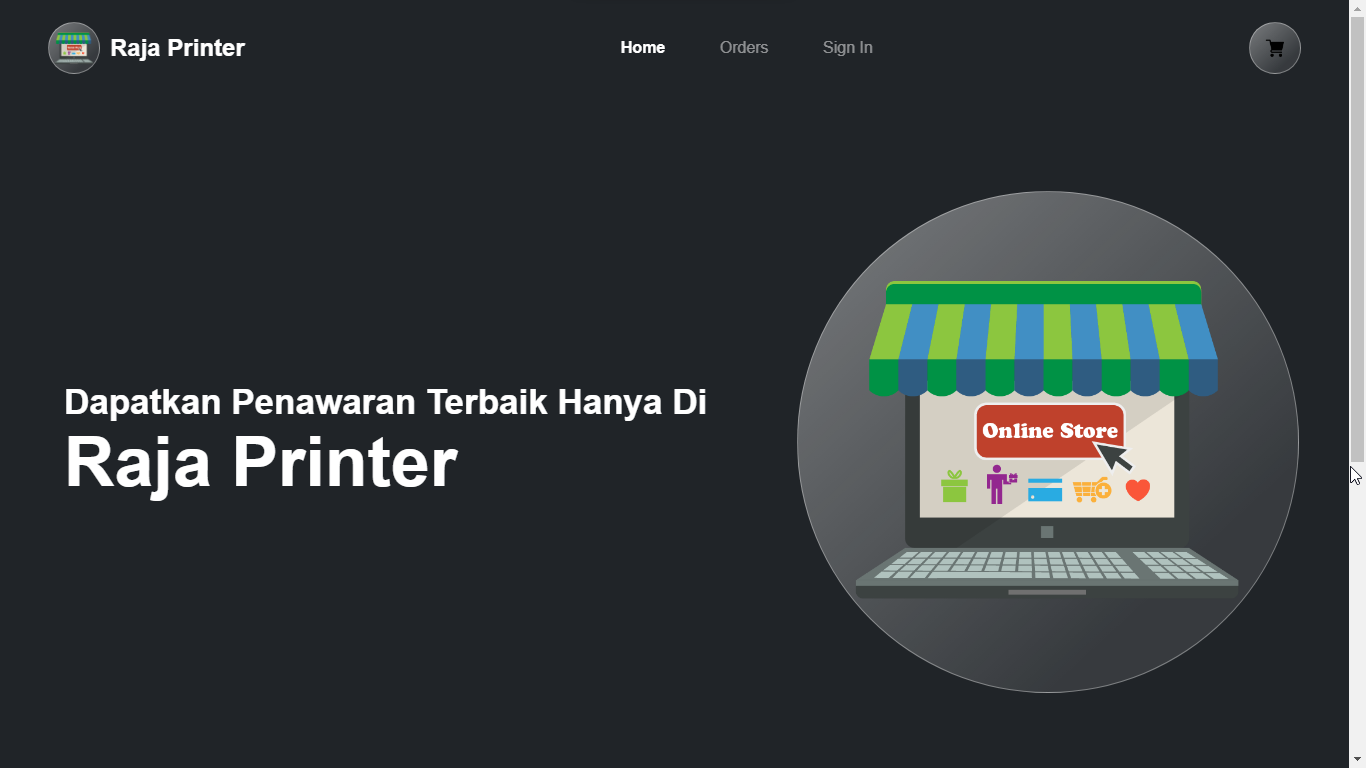 Raja Printer
Home
Orders
Sign In
Dapatkan Penawaran Terbaik Hanya Di
Raja Printer
Online Store